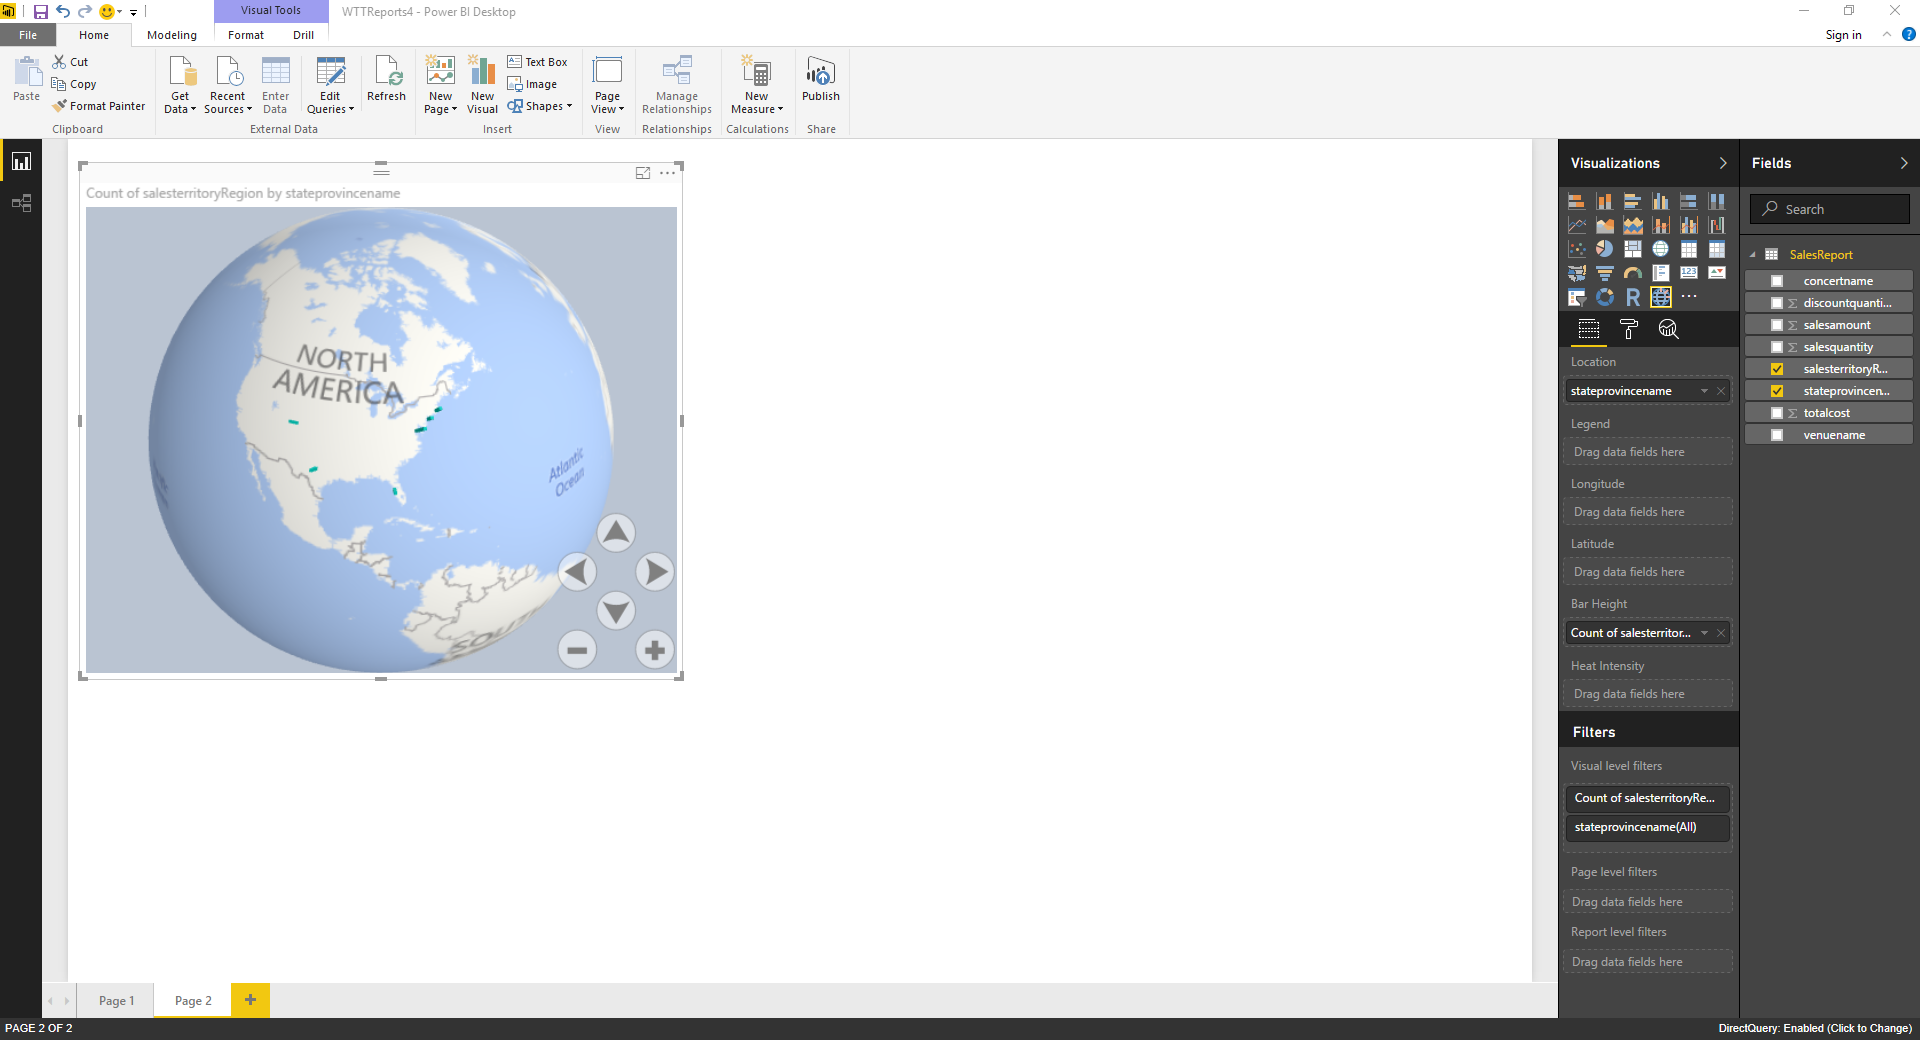 Visual Tools
WTTReports4 - Power BI Desktop
File
Home
Modeling
Format
Drill
Sign in
?
Paste
Cut
Copy
Format Painter
Clipboard
Get Data
Recent Sources
Enter Data
Edit Queries
External Data
Refresh
New Page
New Visual
Text Box
Image
Shapes
Insert
Page View
View
Manage Relationships
Relationships
New Measure
Calculations
Publish
Share
Count of salesterritoryRegion by stateprovincename
NORTH
AMERICA
Atlantic
Ocean
SOUT
Visualizations
R
123
Location
stateprovincename
Legend
Drag data fields here
Longitude
Drag data fields here
Latitude
Drag data fields here
Bar Height
Count of salesterritor...
Heat Intensity
Drag data fields here
Filters
Visual level filters
Count of salesterritoryRe...
stateprovincename(All)
Page level filters
Drag data fields here
Report level filters
Drag data fields here
Fields
Search
SalesReport
concertname
Σ discountquanti...
Σ salesamount
Σ salesquantity
salesterritoryR...
stateprovincen...
Σ totalcost
venuename
Page 1
Page 2
+
PAGE 2 OF 2
DirectQuery: Enabled (Click to Change)